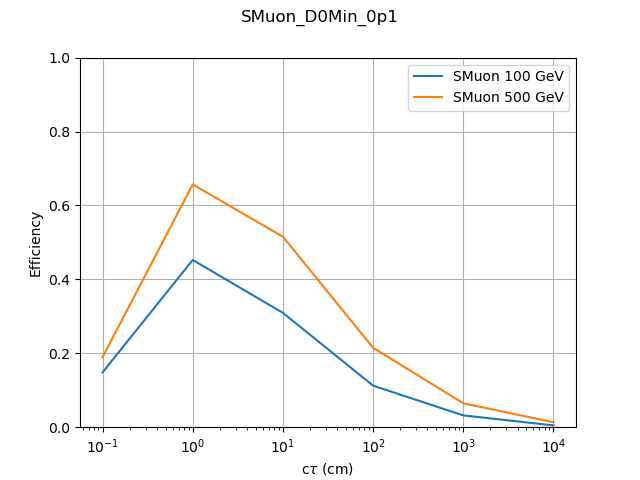 SMuon_D0Min_0p1
1.0
0.8
0.6
0.4
0.2
0.0
Efficiency
SMuon 100 GeV
SMuon 500 GeV
10⁻¹ 10⁰ 10¹ 10² 10³ 10⁴
cτ (cm)